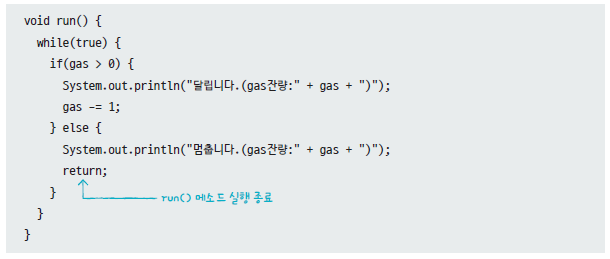 void run() {
while(true) {
if(gas > 0) {
System.out.println("달립니다.(gas잔량:" + gas + ")");
gas -= 1;
} else {
System.out.println("멈춥니다.(gas잔량:" + gas + ")");
return;
}
run() 메소드 실행 종료
}
}